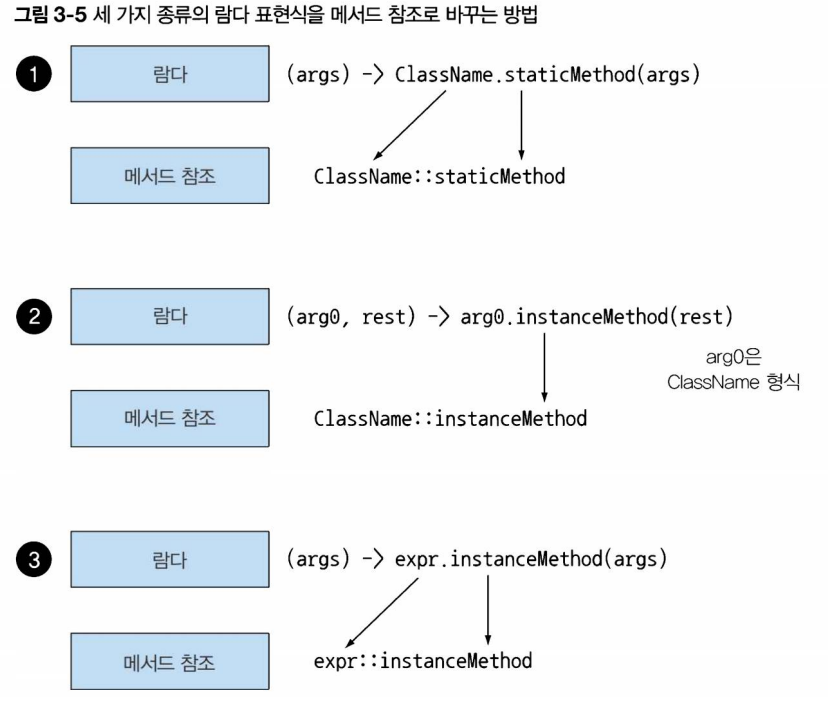 그림 3-5 세 가지 종류의 람다 표현식을 메서드 참조로 바꾸는 방법
1 람다 (args) -> ClassName.staticMethod(args)
메서드 참조 ClassName::staticMethod
2 람다 (arg0, rest) -> arg0.instanceMethod(rest)
arg0은
ClassName 형식
메서드 참조 ClassName::instanceMethod
3 람다 (args) -> expr.instanceMethod(args)
메서드 참조 expr::instanceMethod